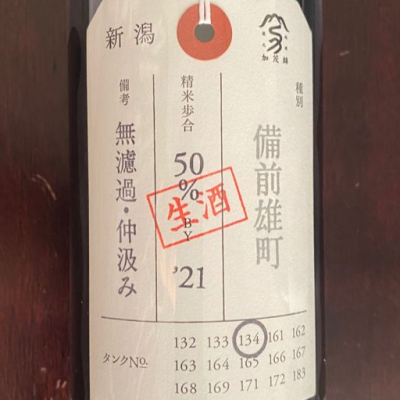 新潟
加茂錦
種別
備前雄町
精米歩合
50%
BY
'21
生酒
備考
無濾過・仲汲み
タンクNo.
132 133 134 161 162
163 164 165 166 167
168 169 171 172 183